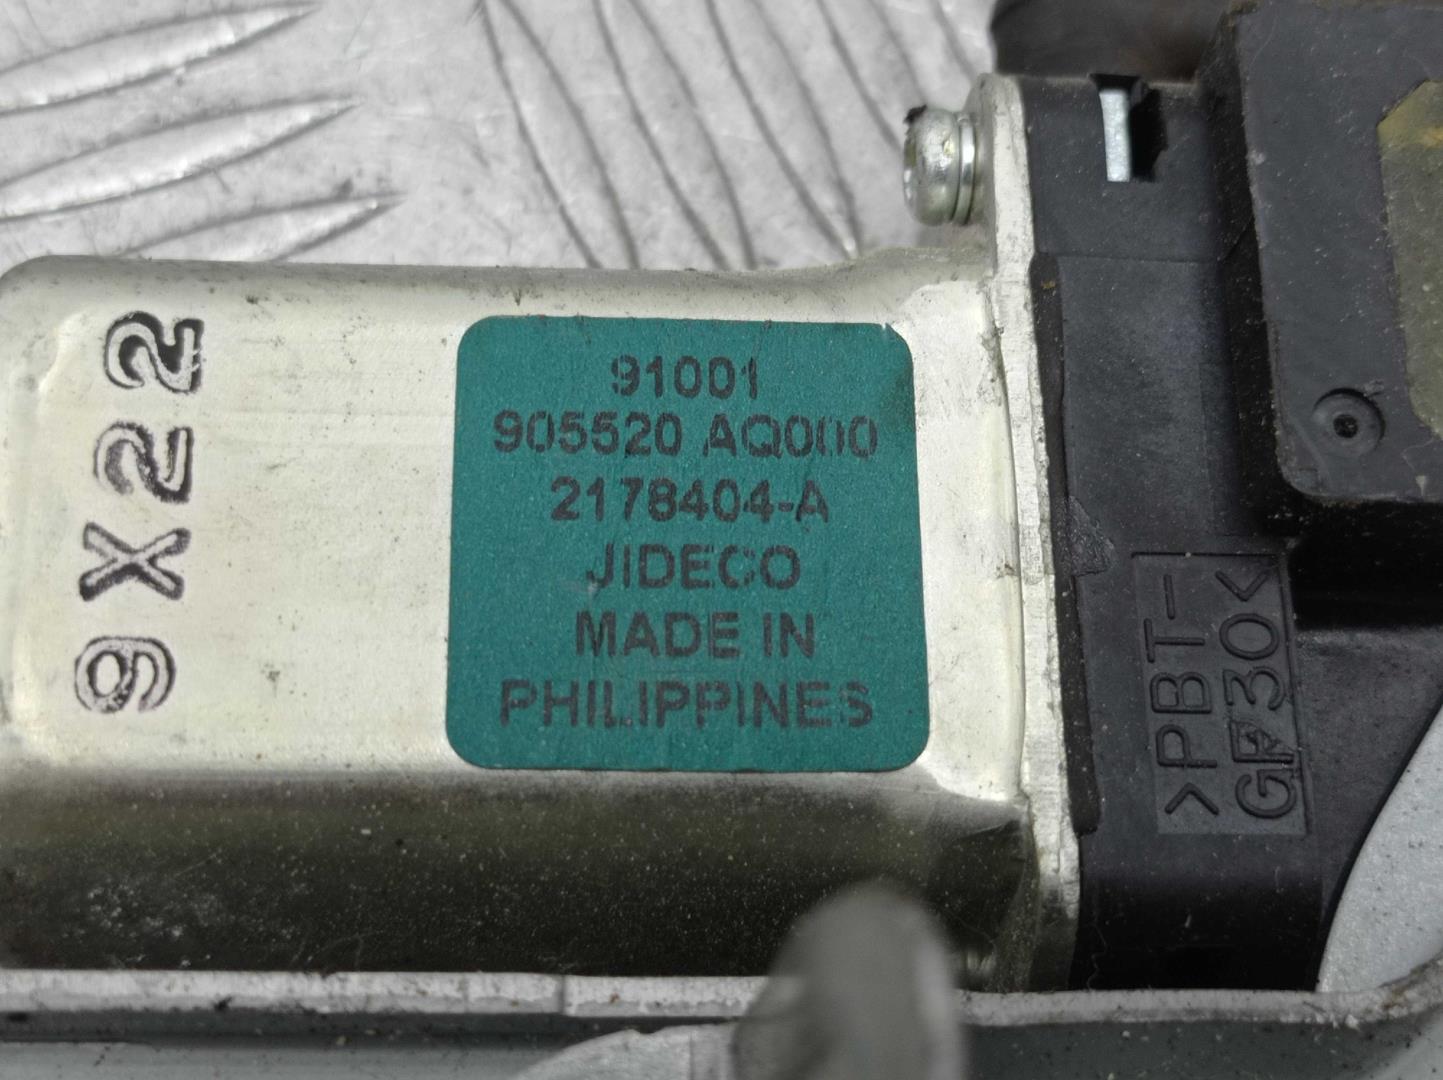 9X22
91001
905520 AQ000
2178404-A
JIDECO
MADE IN
PHILIPPINES
>PBT-
GF30<